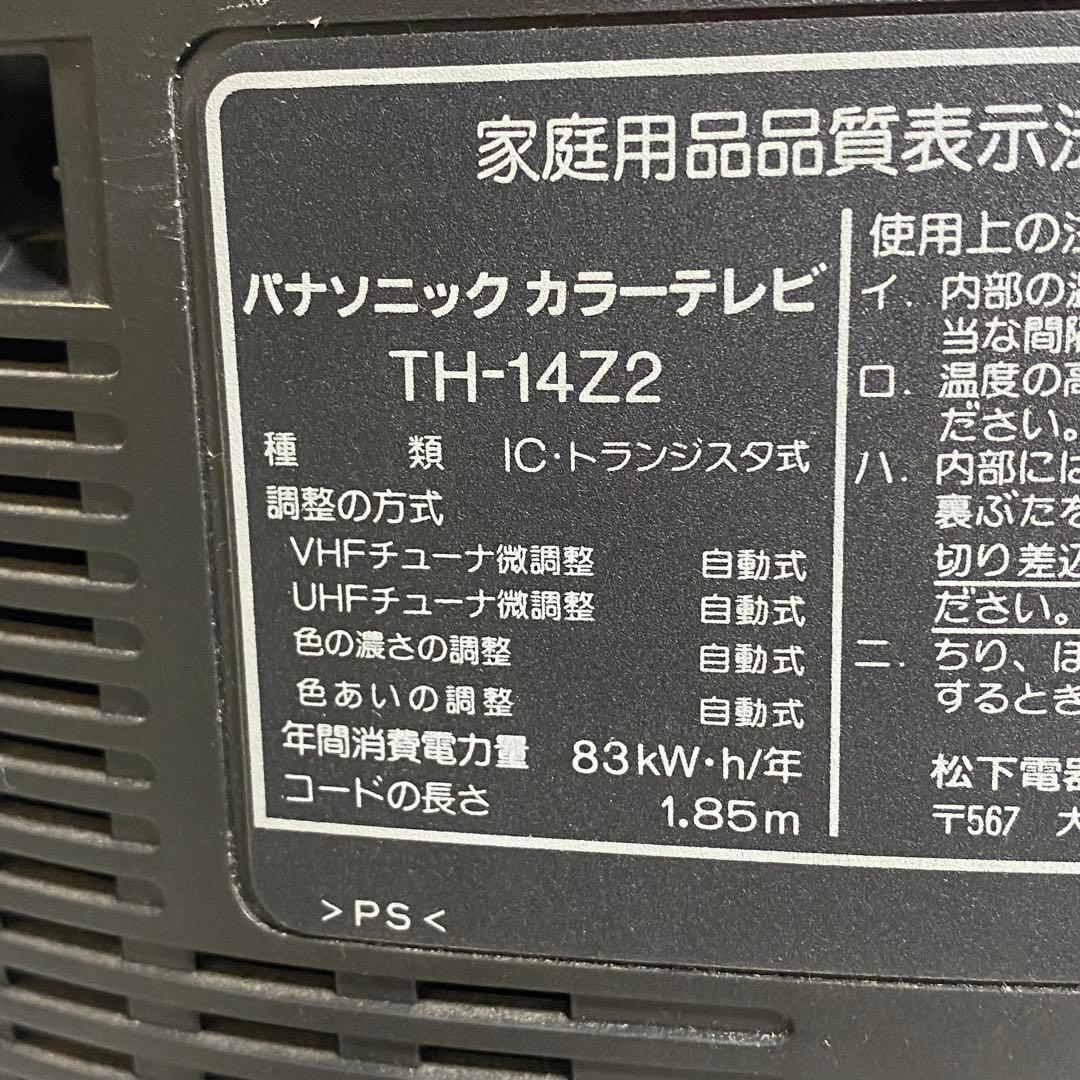 家庭用品品質表示法
パナソニック カラーテレビ
TH-14Z2
種類 IC・トランジスタ式
調整の方式
VHFチューナ微調整 自動式
UHFチューナ微調整 自動式
色の濃さの調整 自動式
色あいの調整 自動式
年間消費電力量 83kW・h/年
コードの長さ 1.85m
使用上の注
イ. 内部の温
当な間隔
ロ. 温度の高
ださい。
ハ. 内部には
裏ぶたを
切り差込
ださい。
ニ. ちり、ほ
するとき
松下電器
〒567 大
>PS<